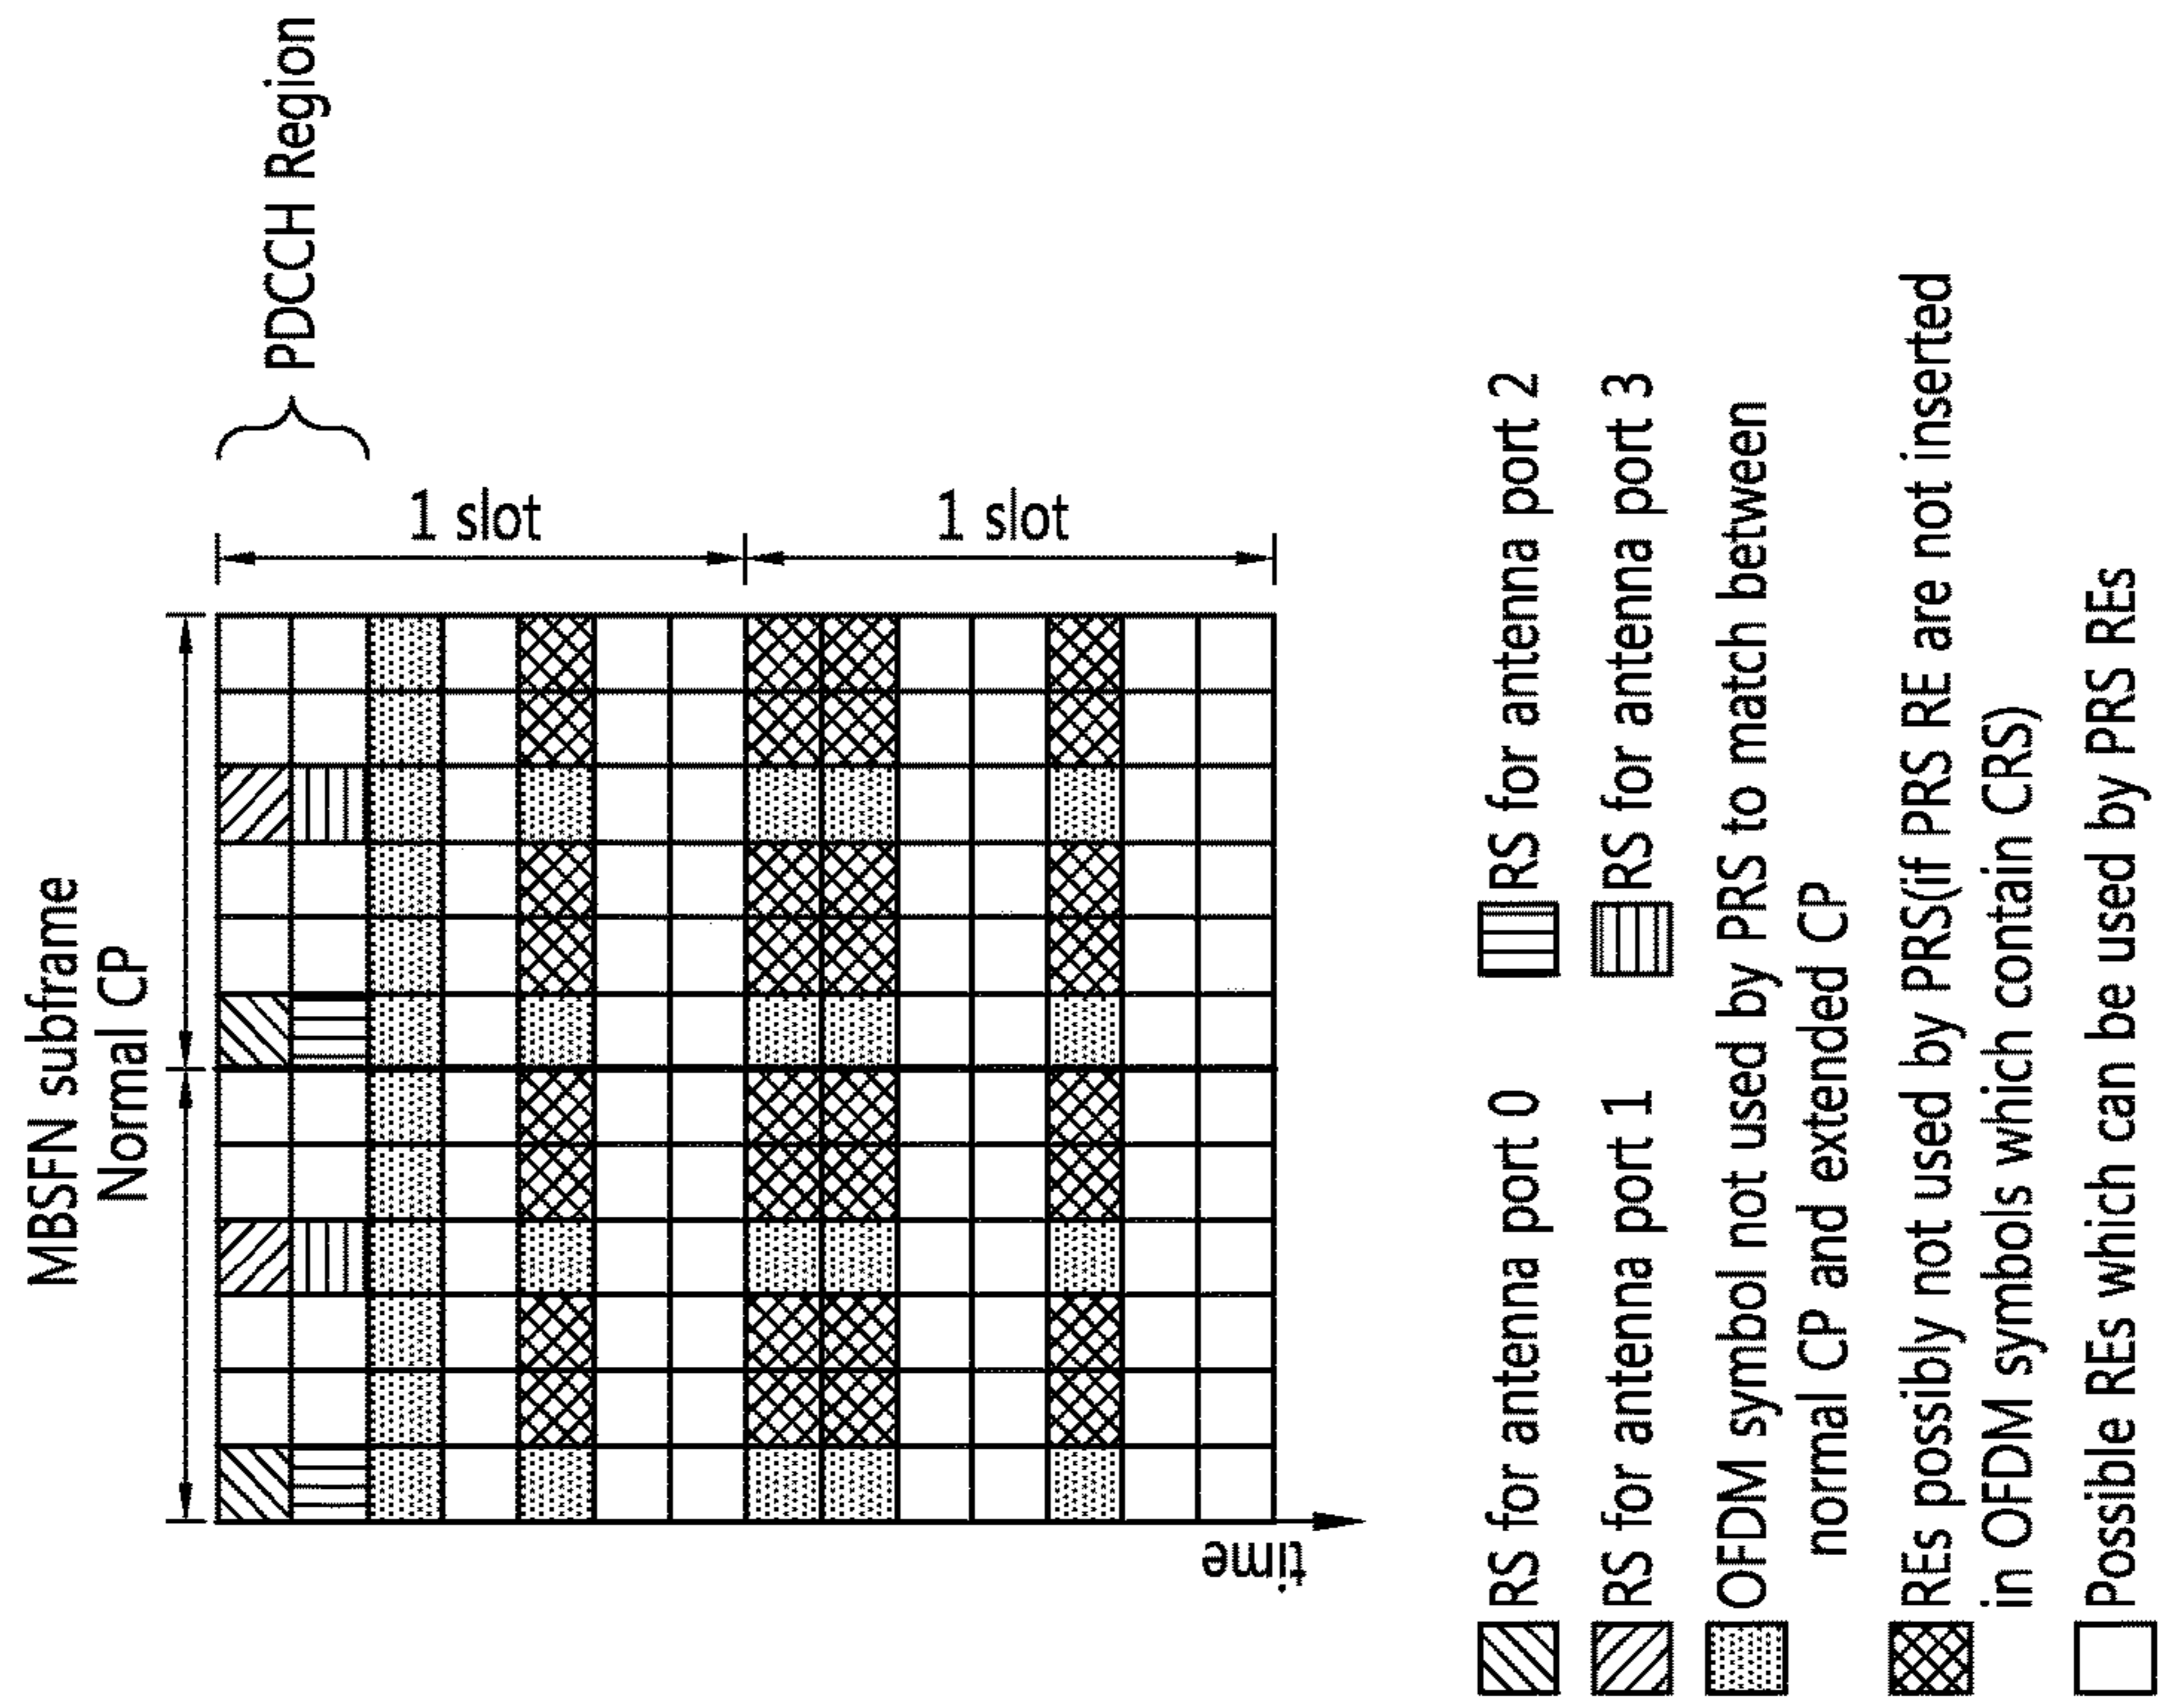 MBSFN subframe
Normal CP
PDCCH Region
1 slot
1 slot
time
RS for antenna port 0
RS for antenna port 2
RS for antenna port 1
RS for antenna port 3
OFDM symbol not used by PRS to match between
normal CP and extended CP
REs possibly not used by PRS(if PRS RE are not inserted
in OFDM symbols which contain CRS)
Possible REs which can be used by PRS REs